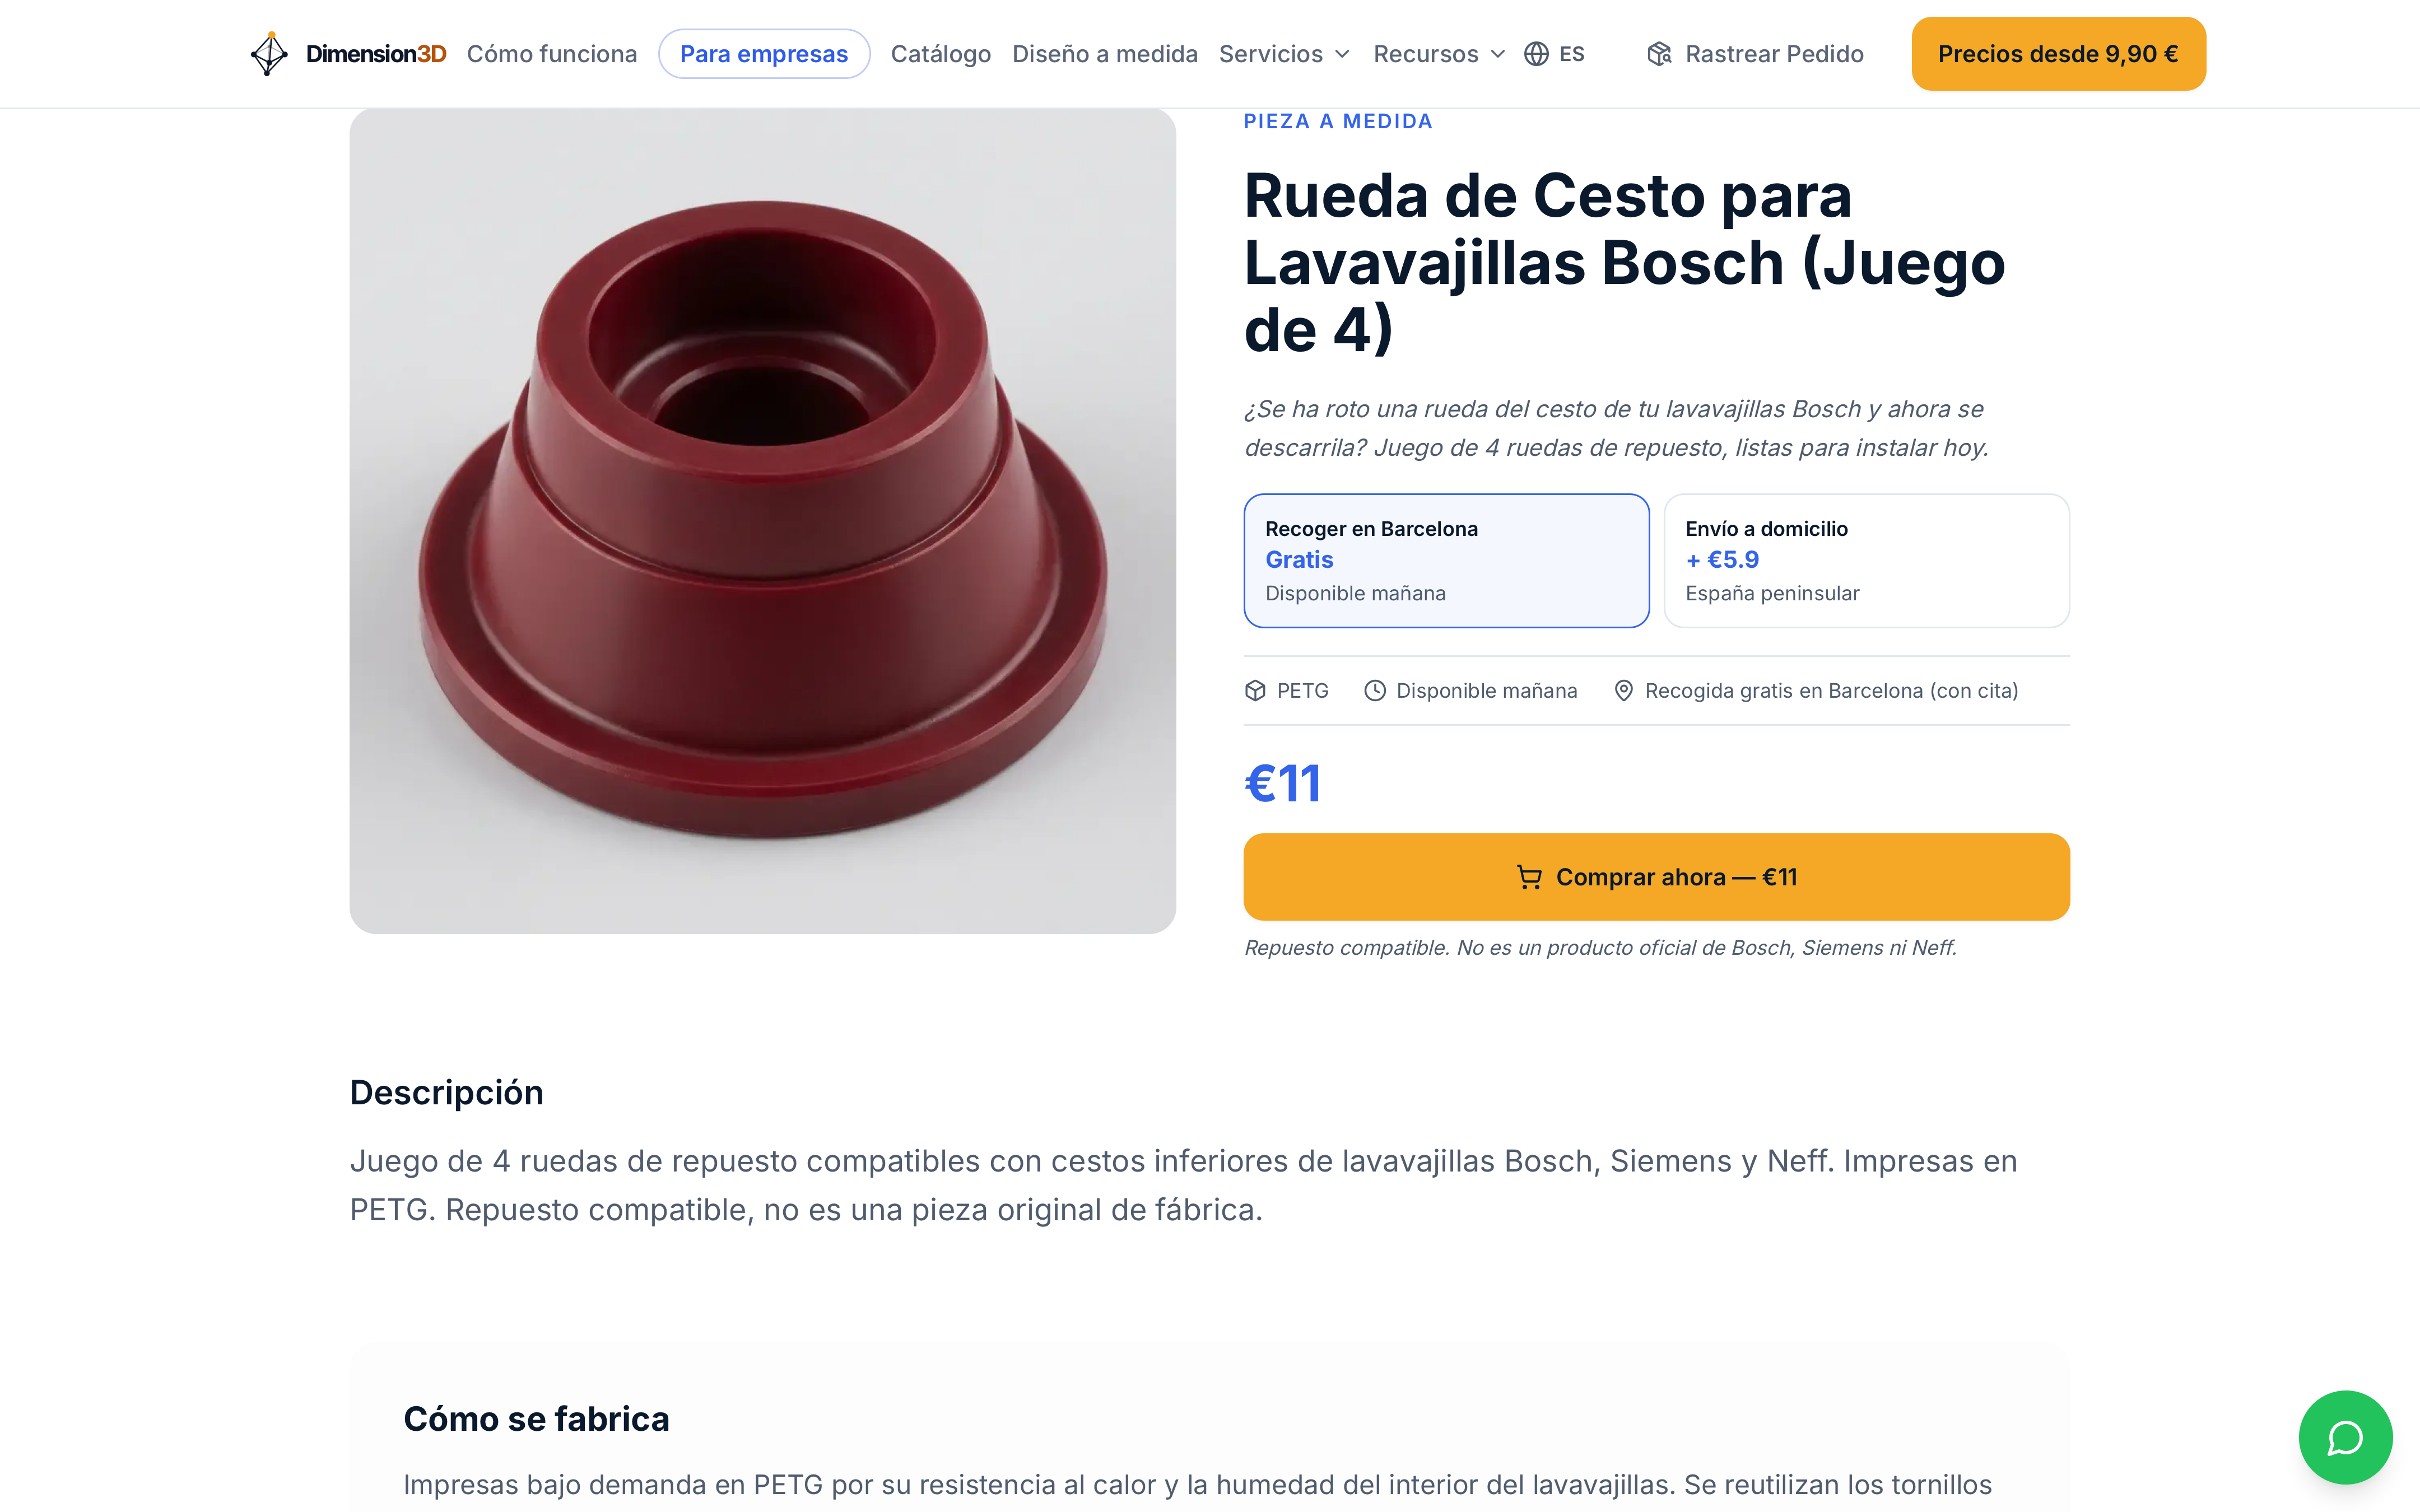 Dimension3D
Cómo funciona
Para empresas
Catálogo
Diseño a medida
Servicios
Recursos
ES
Rastrear Pedido
Precios desde 9,90 €
PIEZA A MEDIDA
Rueda de Cesto para
Lavavajillas Bosch (Juego
de 4)
¿Se ha roto una rueda del cesto de tu lavavajillas Bosch y ahora se
descarrila? Juego de 4 ruedas de repuesto, listas para instalar hoy.
Recoger en Barcelona
Gratis
Disponible mañana
Envío a domicilio
+ €5.9
España peninsular
PETG
Disponible mañana
Recogida gratis en Barcelona (con cita)
€11
Comprar ahora — €11
Repuesto compatible. No es un producto oficial de Bosch, Siemens ni Neff.
Descripción
Juego de 4 ruedas de repuesto compatibles con cestos inferiores de lavavajillas Bosch, Siemens y Neff. Impresas en
PETG. Repuesto compatible, no es una pieza original de fábrica.
Cómo se fabrica
Impresas bajo demanda en PETG por su resistencia al calor y la humedad del interior del lavavajillas. Se reutilizan los tornillos